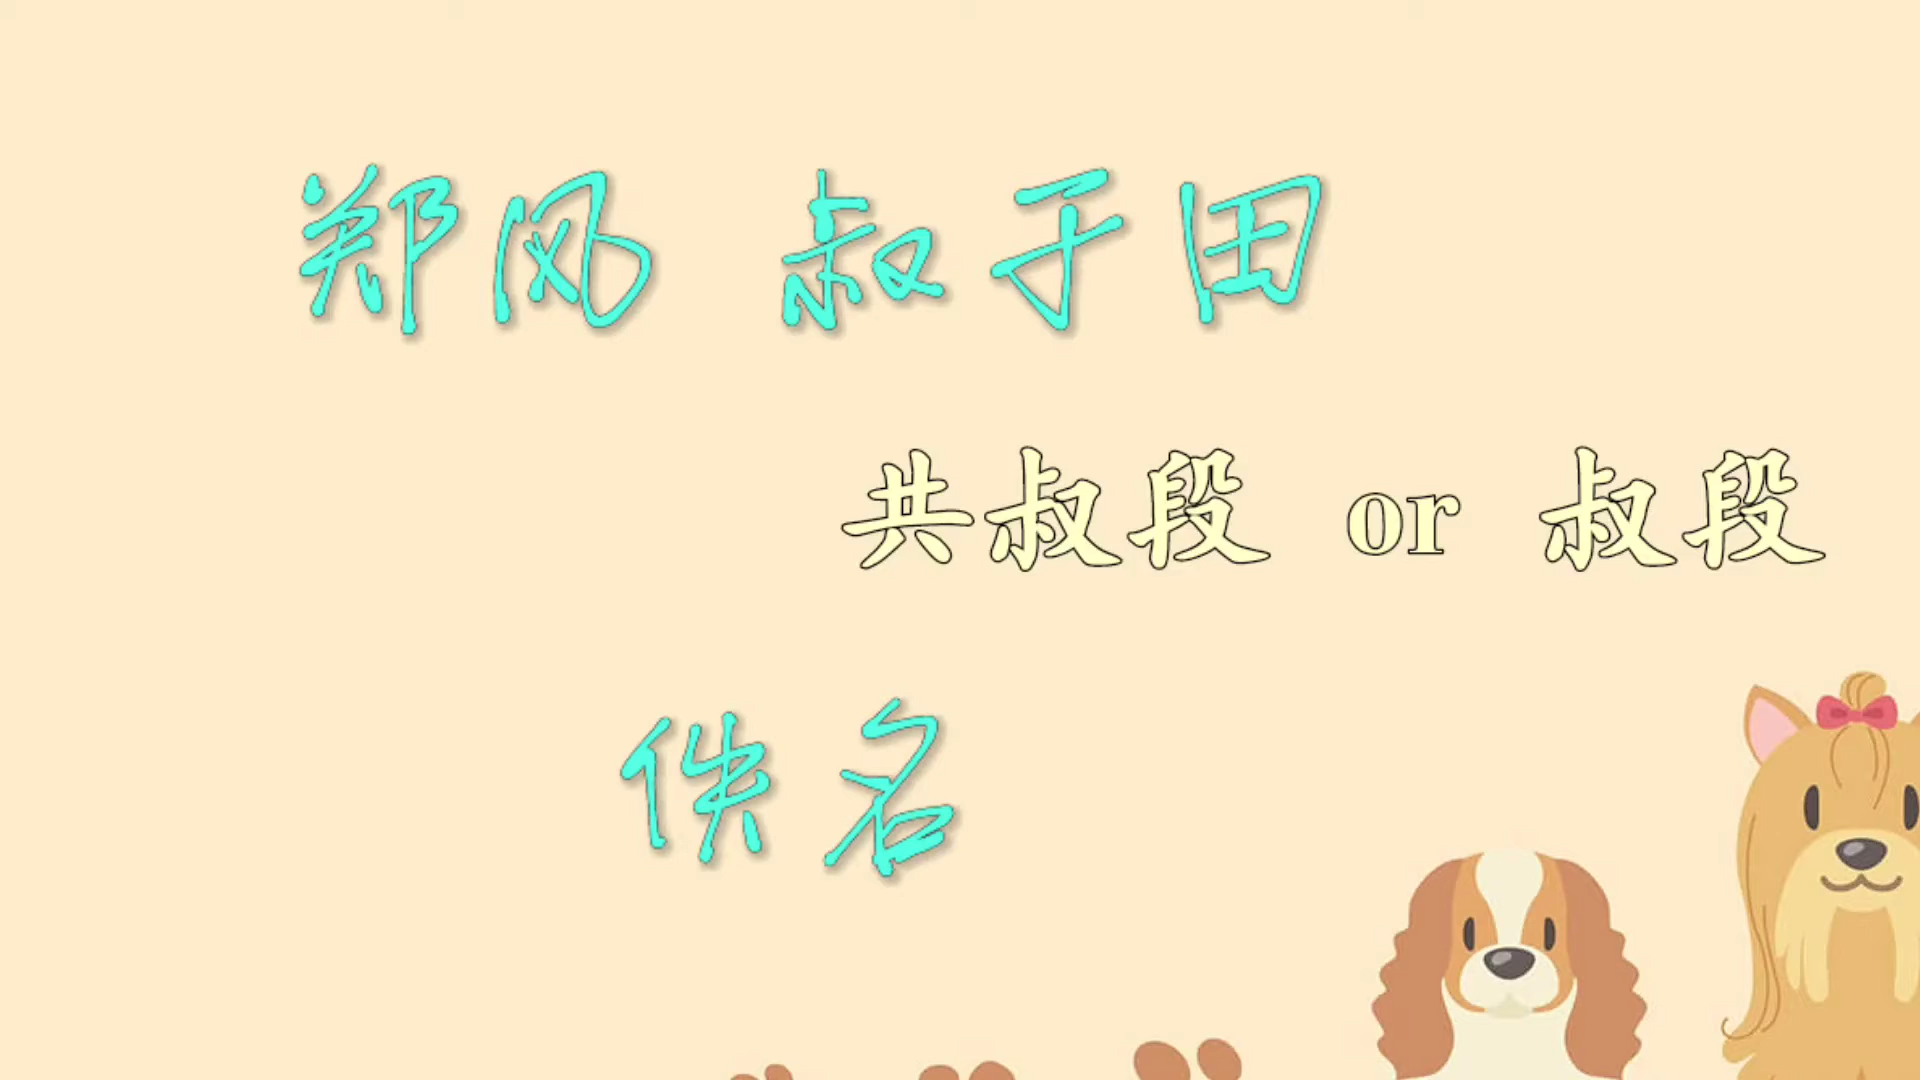 郑风 叔于田
共叔段 or 叔段
佚名